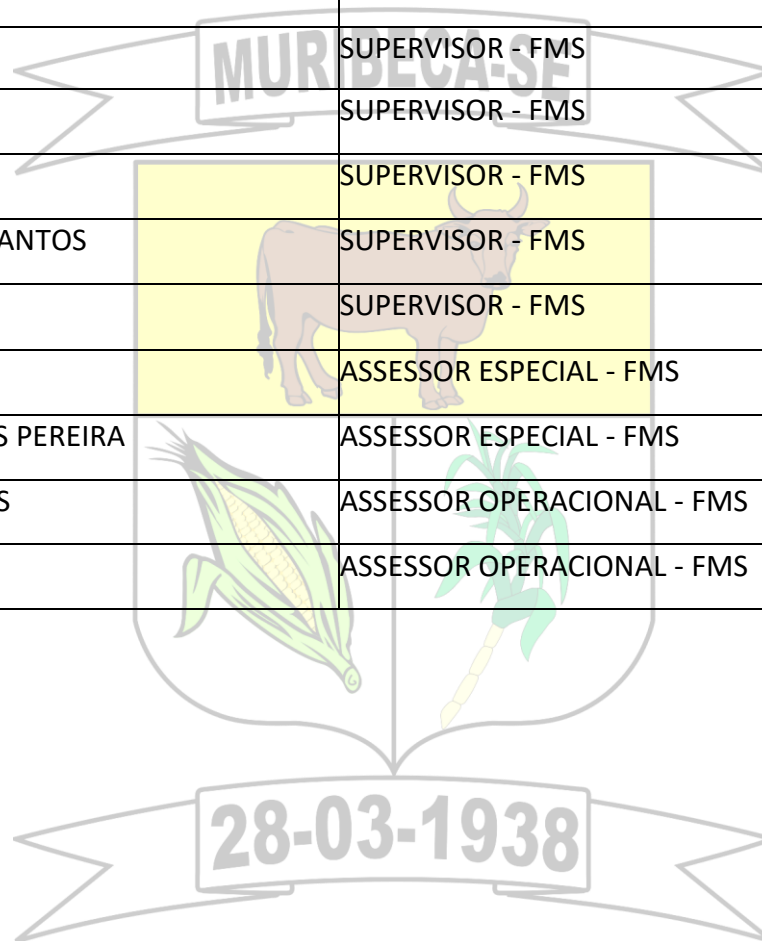 MURIBECA-SE
SUPERVISOR - FMS
SUPERVISOR - FMS
SUPERVISOR - FMS
ANTOS SUPERVISOR - FMS
SUPERVISOR - FMS
ASSESSOR ESPECIAL - FMS
S PEREIRA ASSESSOR ESPECIAL - FMS
S ASSESSOR OPERACIONAL - FMS
ASSESSOR OPERACIONAL - FMS
28-03-1938